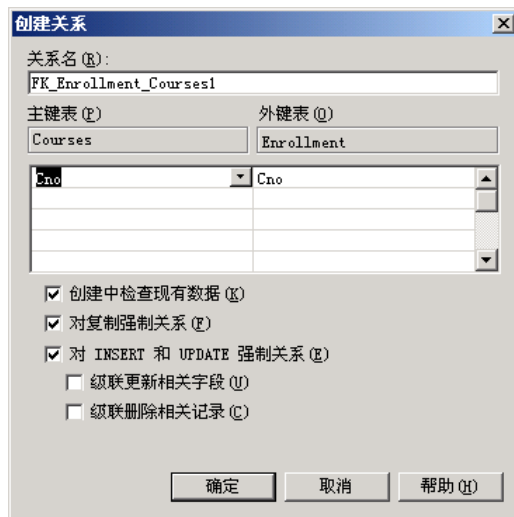 创建关系
关系名(R):
FK_Enrollment_Courses1
主键表(P) 外键表(O)
Courses Enrollment
Cno Cno
创建中检查现有数据(K)
对复制强制关系(F)
对 INSERT 和 UPDATE 强制关系(E)
级联更新相关字段(U)
级联删除相关记录(C)
确定 取消 帮助(H)